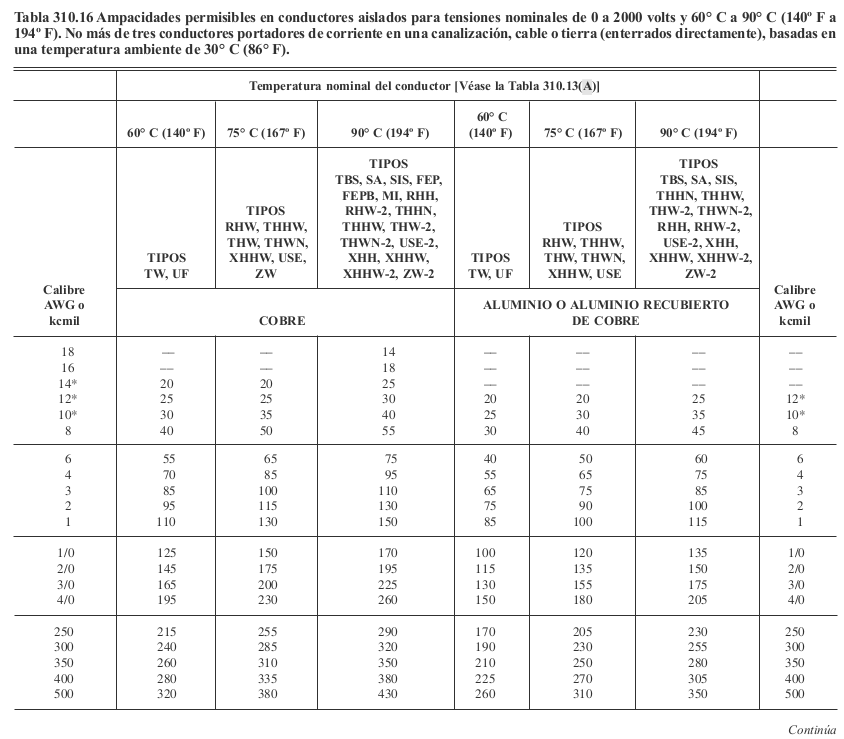 Tabla 310.16 Ampacidades permisibles en conductores aislados para tensiones nominales de 0 a 2000 volts y 60° C a 90° C (140º F a
194º F). No más de tres conductores portadores de corriente en una canalización, cable o tierra (enterrados directamente), basadas en
una temperatura ambiente de 30° C (86° F).
Temperatura nominal del conductor [Véase la Tabla 310.13(A)]
60° C (140º F) 75° C (167º F) 90° C (194º F) 60° C (140º F) 75° C (167º F) 90° C (194º F)
Calibre
AWG o
kcmil
TIPOS
TW, UF
TIPOS
RHW, THHW,
THW, THWN,
XHHW, USE,
ZW
TIPOS
TBS, SA, SIS, FEP,
FEPB, MI, RHH,
RHW-2, THHN,
THHW, THW-2,
THWN-2, USE-2,
XHH, XHHW,
XHHW-2, ZW-2
TIPOS
TW, UF
TIPOS
RHW, THHW,
THW, THWN,
XHHW, USE
TIPOS
TBS, SA, SIS,
THHN, THHW,
THW-2, THWN-2,
RHH, RHW-2,
USE-2, XHH,
XHHW, XHHW-2,
ZW-2
Calibre
AWG o
kcmil
COBRE
ALUMINIO O ALUMINIO RECUBIERTO
DE COBRE
18 — — 14 — — — —
16 — — 18 — — — —
14* 20 20 25 — — — —
12* 25 25 30 20 20 25 12*
10* 30 35 40 25 30 35 10*
8 40 50 55 30 40 45 8
6 55 65 75 40 50 60 6
4 70 85 95 55 65 75 4
3 85 100 110 65 75 85 3
2 95 115 130 75 90 100 2
1 110 130 150 85 100 115 1
1/0 125 150 170 100 120 135 1/0
2/0 145 175 195 115 135 150 2/0
3/0 165 200 225 130 155 175 3/0
4/0 195 230 260 150 180 205 4/0
250 215 255 290 170 205 230 250
300 240 285 320 190 230 255 300
350 260 310 350 210 250 280 350
400 280 335 380 225 270 305 400
500 320 380 430 260 310 350 500
Continúa